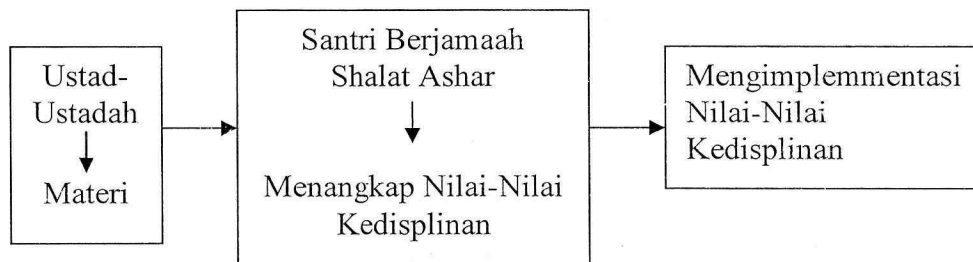 Ustad-
Ustadah
Materi
Santri Berjamaah
Shalat Ashar
Menangkap Nilai-Nilai
Kedisplinan
Mengimplemmentasi
Nilai-Nilai
Kedisplinan